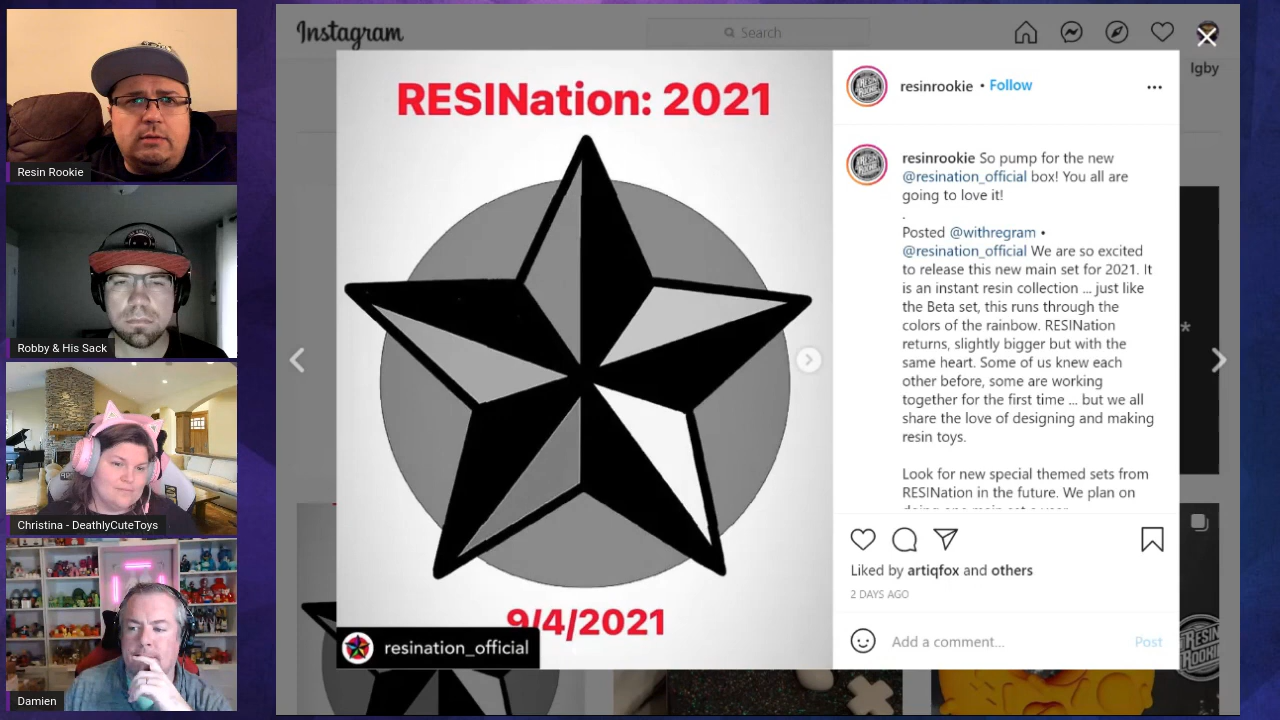 Resin Rookie
Robby & His Sack
Christina - DeathlyCuteToys
Damien
Instagram
Search
Igby
RESINation: 2021
9/4/2021
resination_official
resinrookie • Follow
resinrookie So pump for the new
@resination_official box! You all are
going to love it!
.
Posted @withregram •
@resination_official We are so excited
to release this new main set for 2021. It
is an instant resin collection ... just like
the Beta set, this runs through the
colors of the rainbow. RESINation
returns, slightly bigger but with the
same heart. Some of us knew each
other before, some are working
together for the first time ... but we all
share the love of designing and making
resin toys.
Look for new special themed sets from
RESINation in the future. We plan on
Liked by artiqfox and others
2 DAYS AGO
Add a comment...
Post
RESIN
ROOKIE